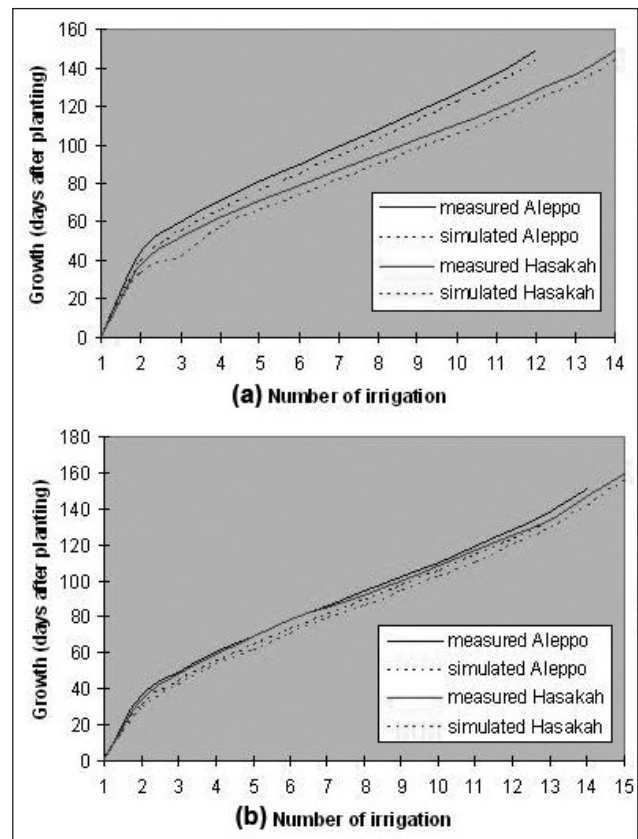 160
140
120
100
80
60
40
20
0
Growth (days after planting)
measured Aleppo
simulated Aleppo
measured Hasakah
simulated Hasakah
1 2 3 4 5 6 7 8 9 10 11 12 13 14
(a) Number of irrigation
180
160
140
120
100
80
60
40
20
0
Growth (days after planting)
measured Aleppo
simulated Aleppo
measured Hasakah
simulated Hasakah
1 2 3 4 5 6 7 8 9 10 11 12 13 14 15
(b) Number of irrigation